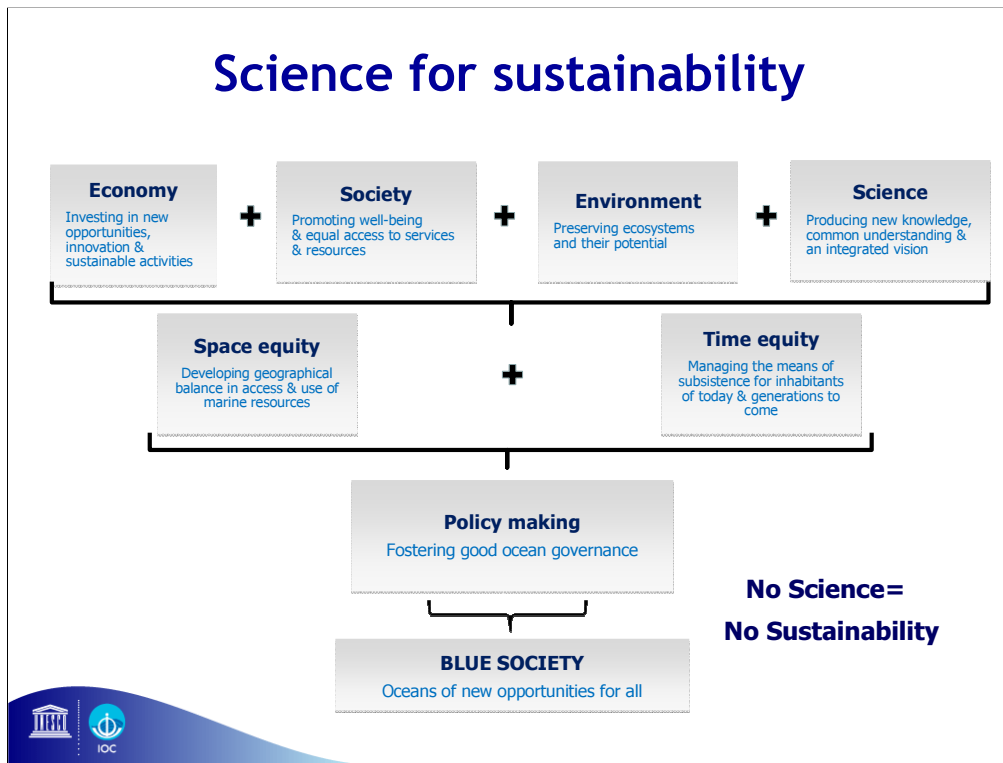 Science for sustainability
Economy
Investing in new
opportunities,
innovation &
sustainable activities
Society
Promoting well-being
& equal access to services
& resources
Environment
Preserving ecosystems
and their potential
Science
Producing new knowledge,
common understanding &
an integrated vision
Space equity
Developing geographical
balance in access & use of
marine resources
Time equity
Managing the means of
subsistence for inhabitants
of today & generations to
come
Policy making
Fostering good ocean governance
No Science=
No Sustainability
BLUE SOCIETY
Oceans of new opportunities for all
UNESCO
IOC